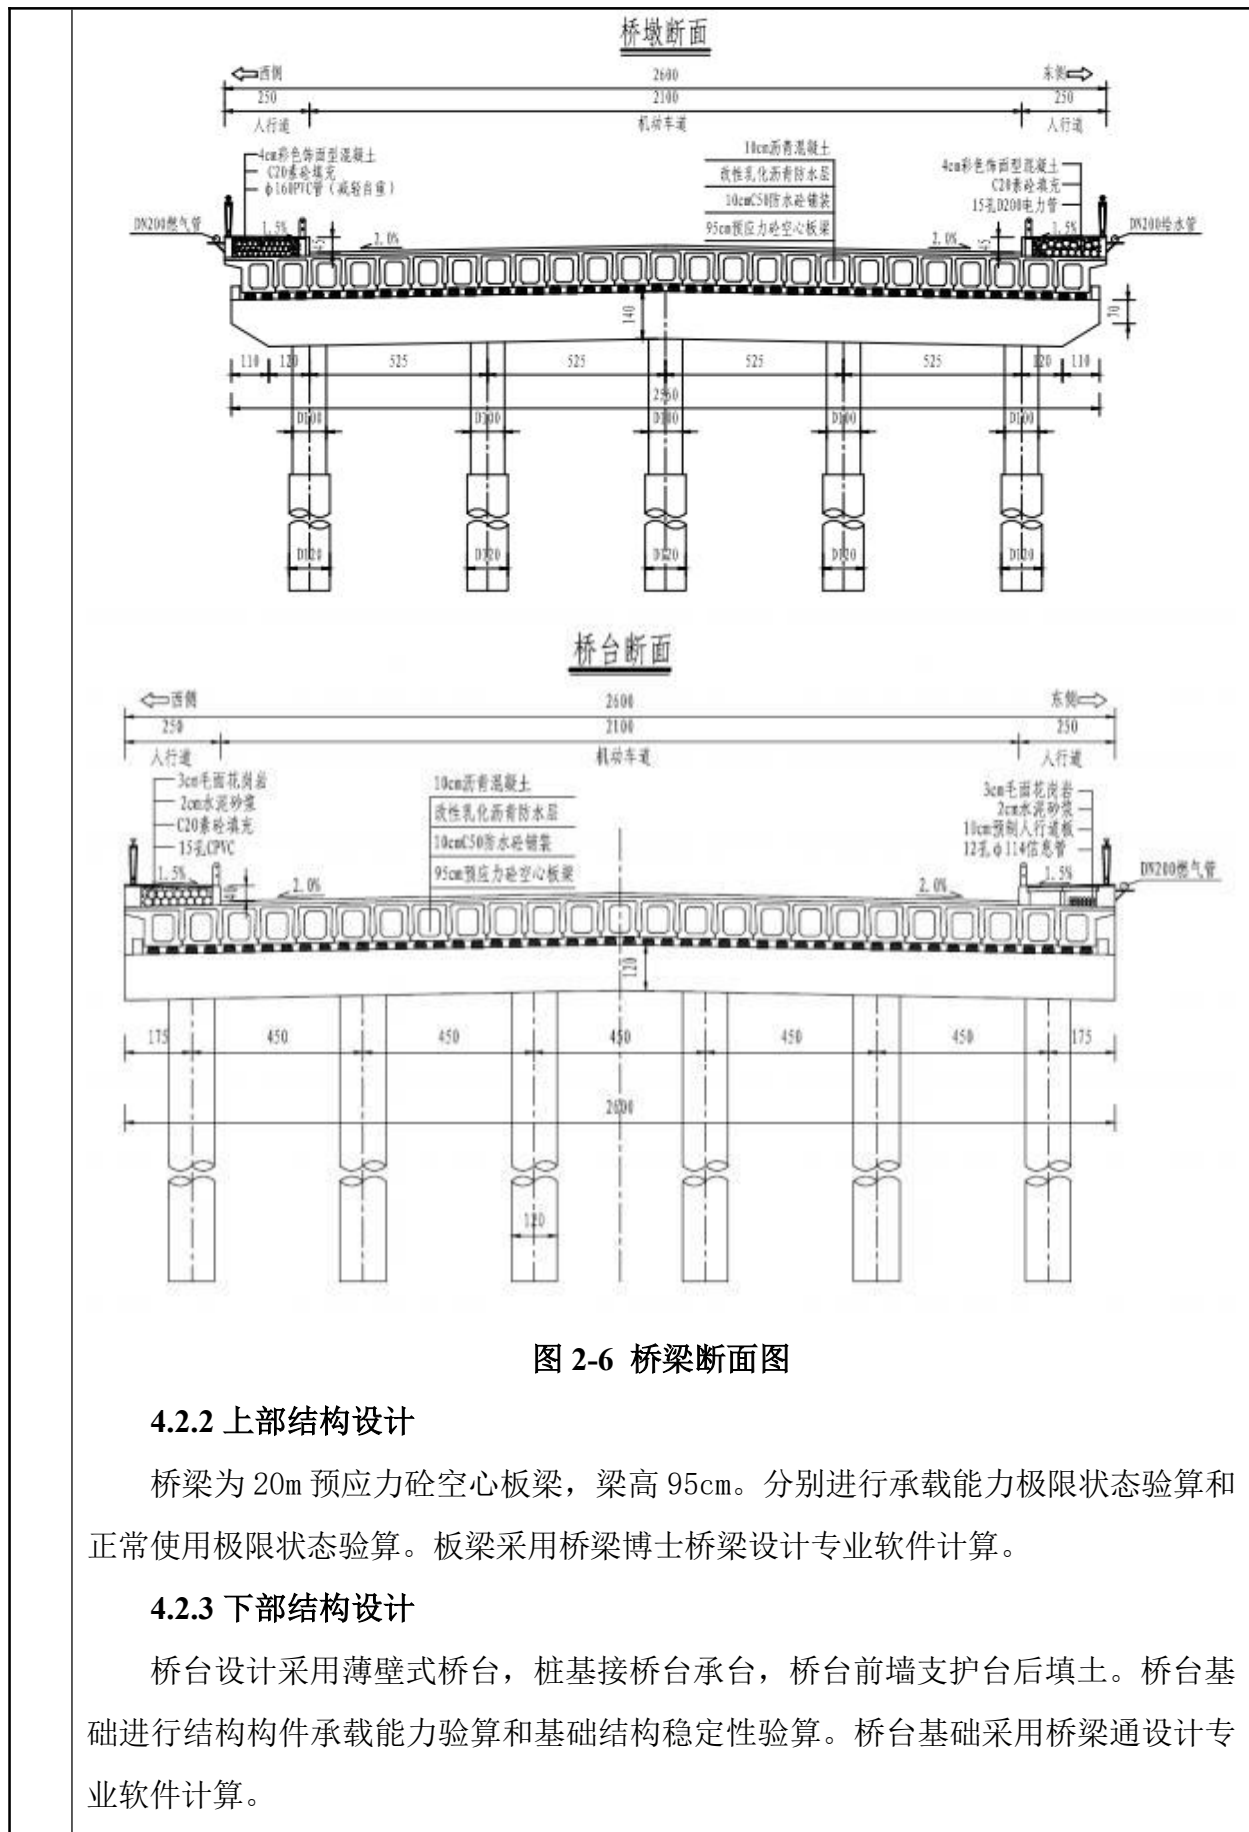 桥墩断面
西侧 2600 东侧
250 2100 250
人行道 机动车道 人行道
4cm彩色饰面型混凝土
C20素砼填充
φ160PVC管（减轻自重）
10cm沥青混凝土
改性乳化沥青防水层
10cmC50防水砼铺装
95cm预应力砼空心板梁
4cm彩色饰面型混凝土
C20素砼填充
15孔D200电力管
DN200燃气管
DN200给水管
1.5% 45 2.0% 2.0% 45 1.5%
140 70
110 120 525 525 525 525 120 110
2560
D100 D100 D100 D100 D100
D120 D120 D120 D120 D120
桥台断面
西侧 2600 东侧
250 2100 250
人行道 机动车道 人行道
3cm毛面花岗岩
2cm水泥砂浆
C20素砼填充
15孔CPVC
10cm沥青混凝土
改性乳化沥青防水层
10cmC50防水砼铺装
95cm预应力砼空心板梁
3cm毛面花岗岩
2cm水泥砂浆
10cm预制人行道板
12孔φ114信息管
DN200燃气管
1.5% 2.0% 2.0% 1.5%
120
175 450 450 450 450 450 175
2600
120
图 2-6 桥梁断面图
4.2.2 上部结构设计
桥梁为 20m 预应力砼空心板梁，梁高 95cm。分别进行承载能力极限状态验算和
正常使用极限状态验算。板梁采用桥梁博士桥梁设计专业软件计算。
4.2.3 下部结构设计
桥台设计采用薄壁式桥台，桩基接桥台承台，桥台前墙支护台后填土。桥台基
础进行结构构件承载能力验算和基础结构稳定性验算。桥台基础采用桥梁通设计专
业软件计算。